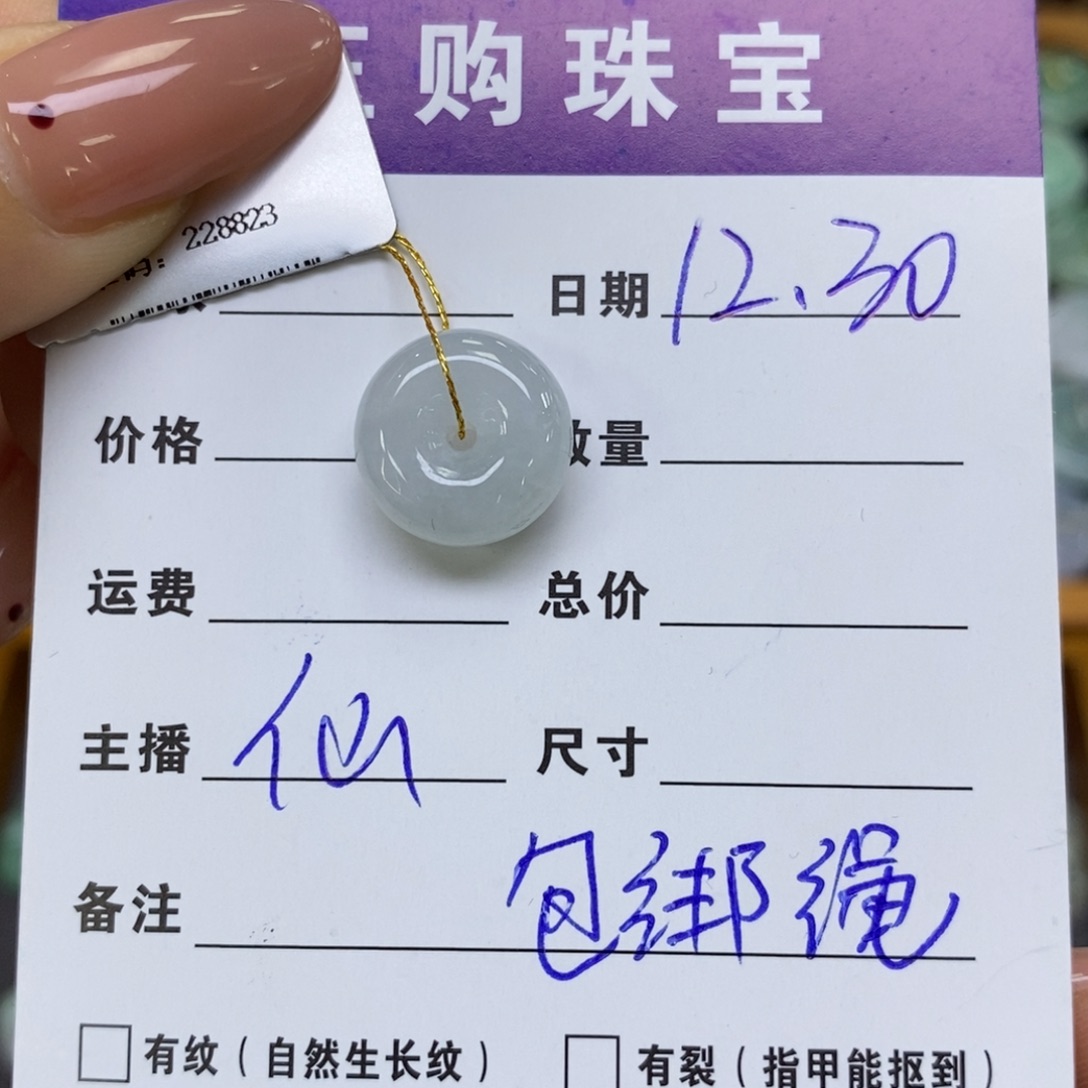 购珠宝
228823
日期 12.30
价格 数量
运费 总价
主播 仙 尺寸
备注 包绑绳
有纹（自然生长纹） 有裂（指甲能抠到）